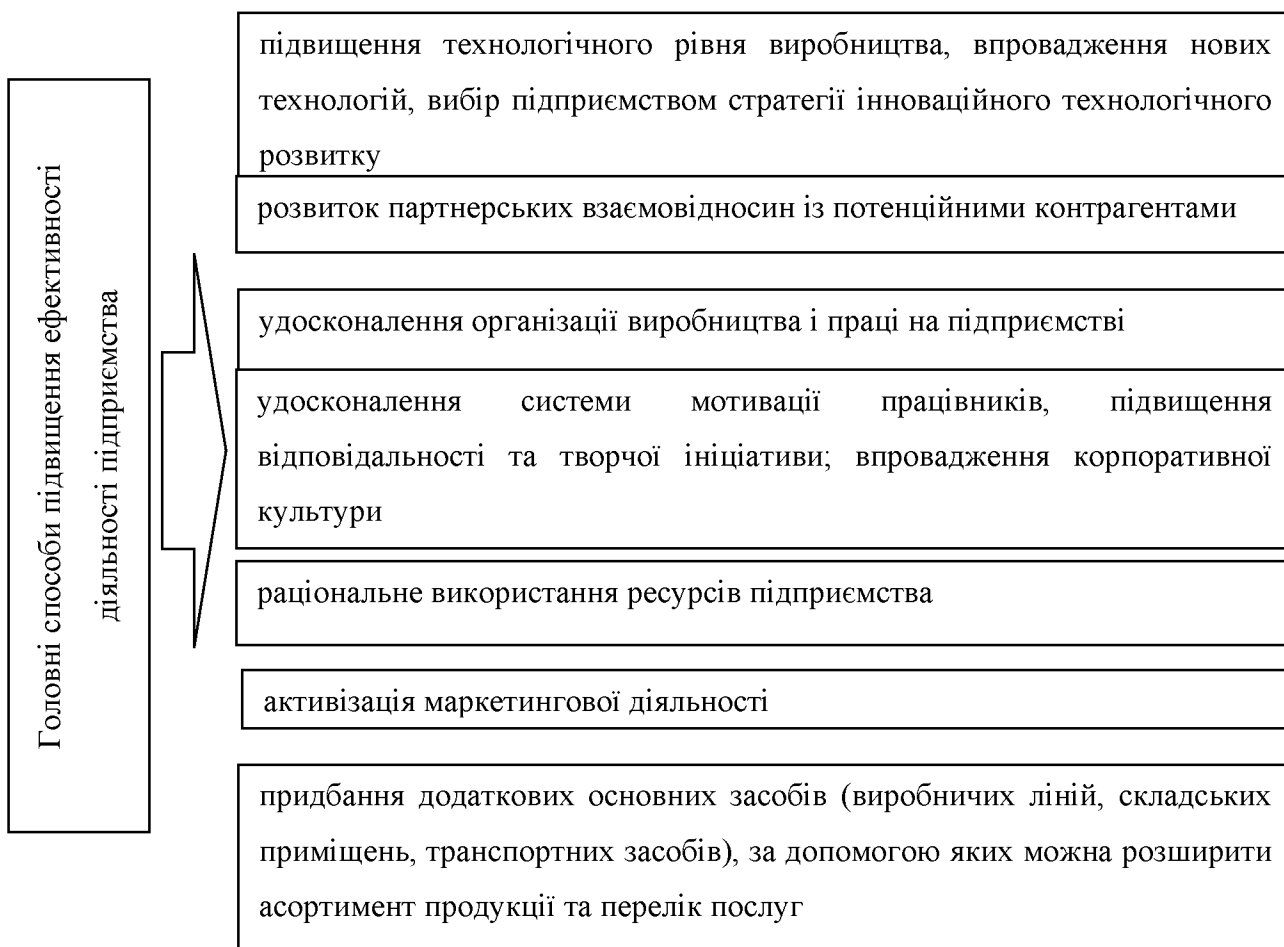 Головні способи підвищення ефективності
діяльності підприємства
підвищення технологічного рівня виробництва, впровадження нових
технологій, вибір підприємством стратегії інноваційного технологічного
розвитку
розвиток партнерських взаємовідносин із потенційними контрагентами
удосконалення організації виробництва і праці на підприємстві
удосконалення системи мотивації працівників, підвищення
відповідальності та творчої ініціативи; впровадження корпоративної
культури
раціональне використання ресурсів підприємства
активізація маркетингової діяльності
придбання додаткових основних засобів (виробничих ліній, складських
приміщень, транспортних засобів), за допомогою яких можна розширити
асортимент продукції та перелік послуг